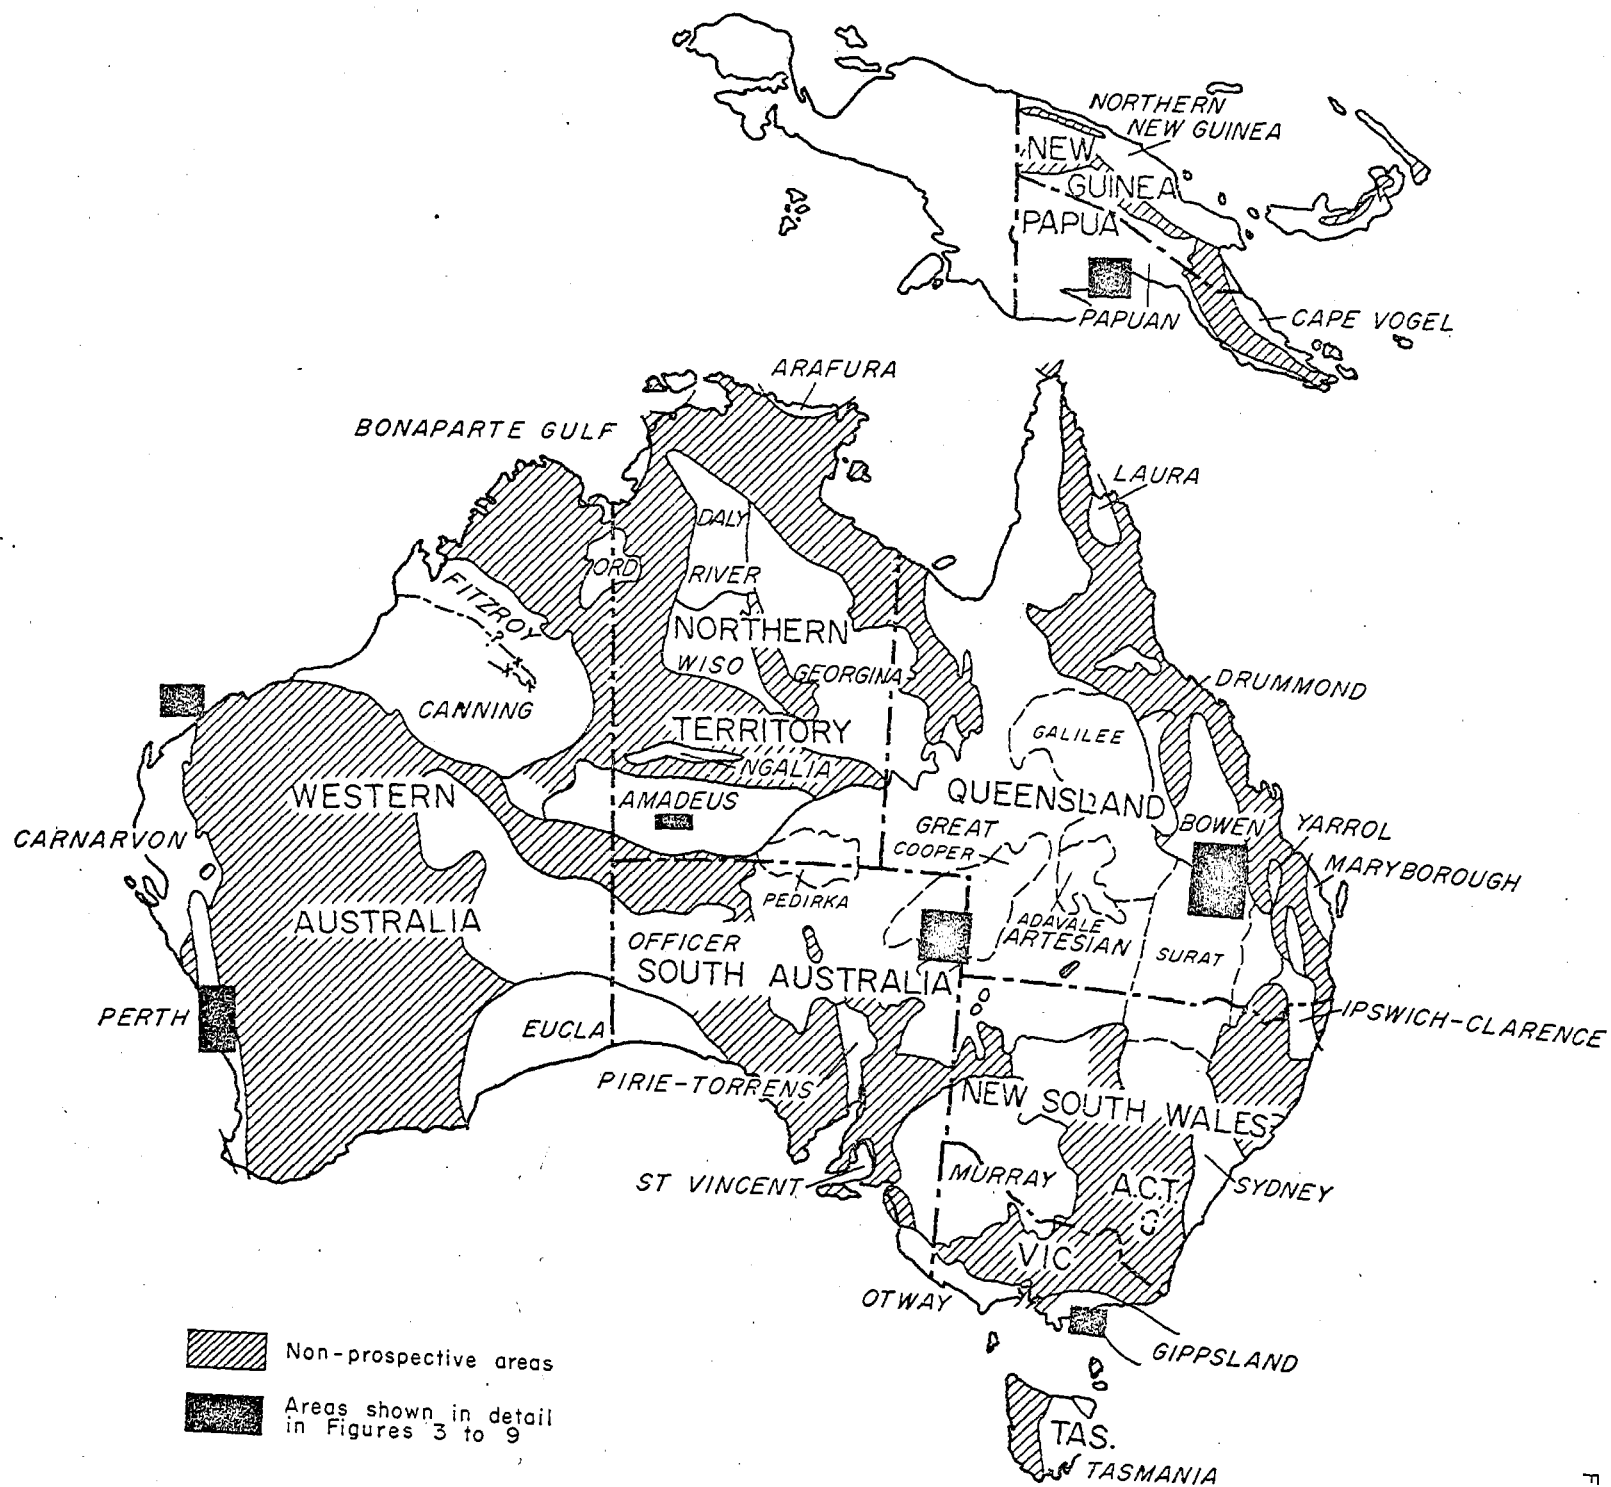 NORTHERN
NEW GUINEA
NEW
GUINEA
PAPUA
PAPUAN
CAPE VOGEL
ARAFURA
BONAPARTE GULF
LAURA
DALY
RIVER
ORD
FITZROY
?
NORTHERN
WISO
GEORGINA
DRUMMOND
CANNING
TERRITORY
GALILEE
NGALIA
WESTERN
AMADEUS
QUEENSLAND
GREAT
BOWEN
YARROL
CARNARVON
COOPER
MARYBOROUGH
PEDIRKA
AUSTRALIA
ADAVALE
OFFICER
ARTESIAN
SURAT
SOUTH AUSTRALIA
PERTH
EUCLA
IPSWICH-CLARENCE
PIRIE-TORRENS
NEW SOUTH WALES
ST VINCENT
MURRAY
A.C.T.
SYDNEY
VIC
OTWAY
GIPPSLAND
Non-prospective areas
Areas shown in detail
in Figures 3 to 9
TAS.
TASMANIA
F